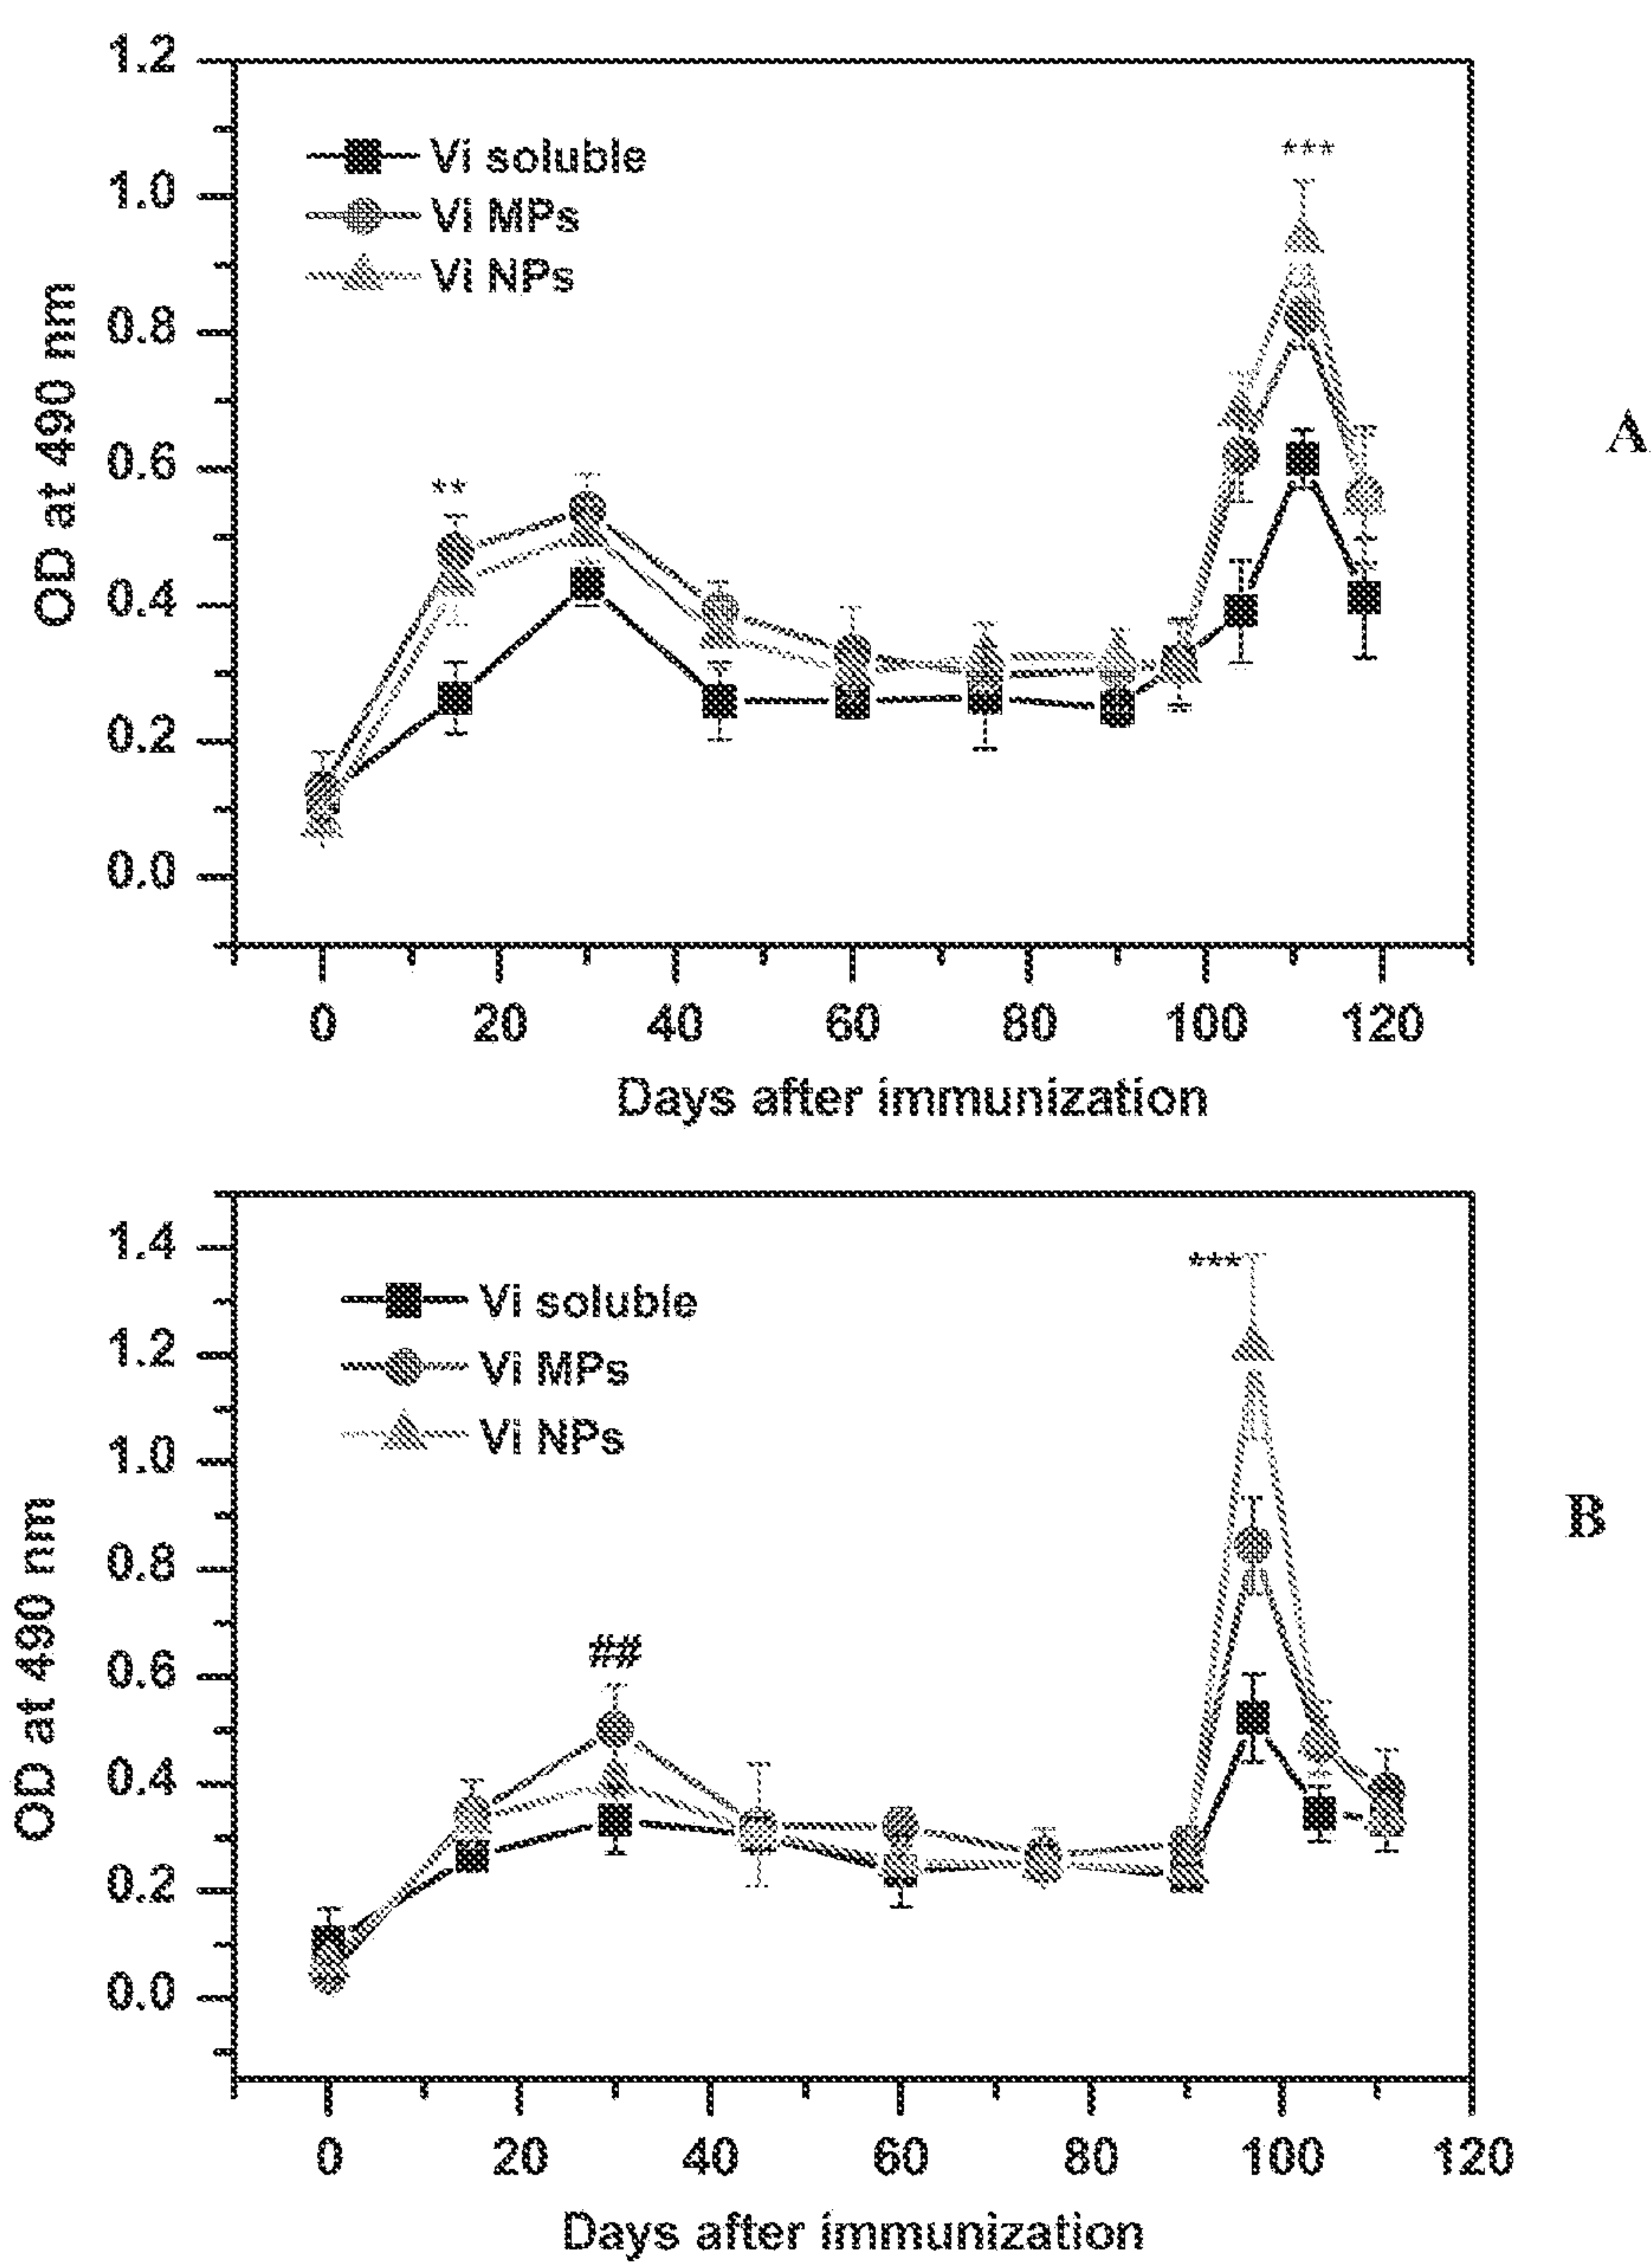 1.2
1.0
0.8
0.6
0.4
0.2
0.0
OD at 490 nm
Vi soluble
Vi MPs
Vi NPs
**
***
A
0 20 40 60 80 100 120
Days after immunization
1.4
1.2
1.0
0.8
0.6
0.4
0.2
0.0
OD at 490 nm
Vi soluble
Vi MPs
Vi NPs
##
***
B
0 20 40 60 80 100 120
Days after immunization